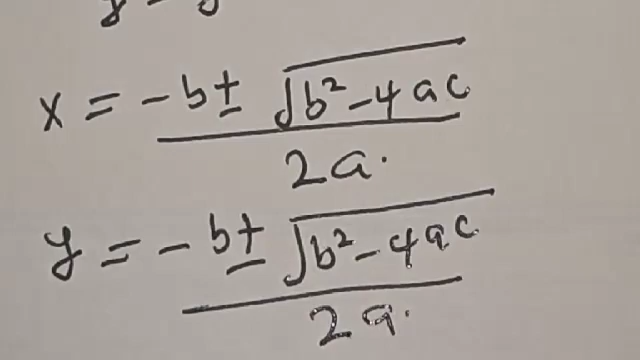 x = -b ± √b² - 4ac
2a.
y = -b ± √b² - 4ac
2a.